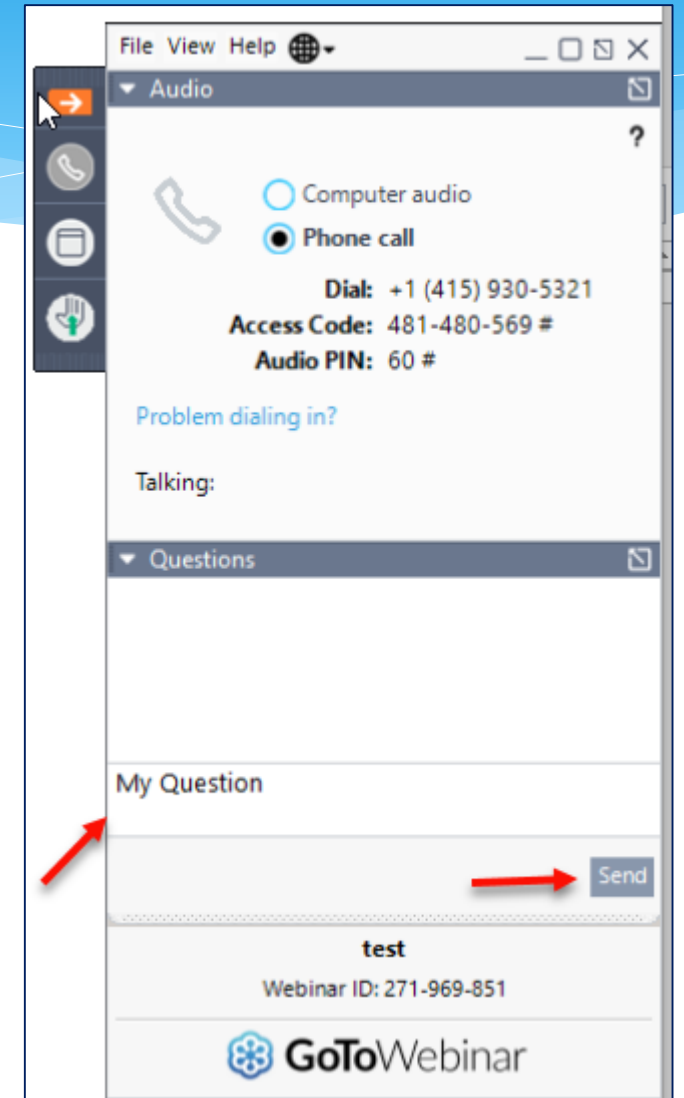 File View Help
Audio
?
Computer audio
Phone call
Dial: +1 (415) 930-5321
Access Code: 481-480-569 #
Audio PIN: 60 #
Problem dialing in?
Talking:
Questions
My Question
Send
test
Webinar ID: 271-969-851
GoToWebinar